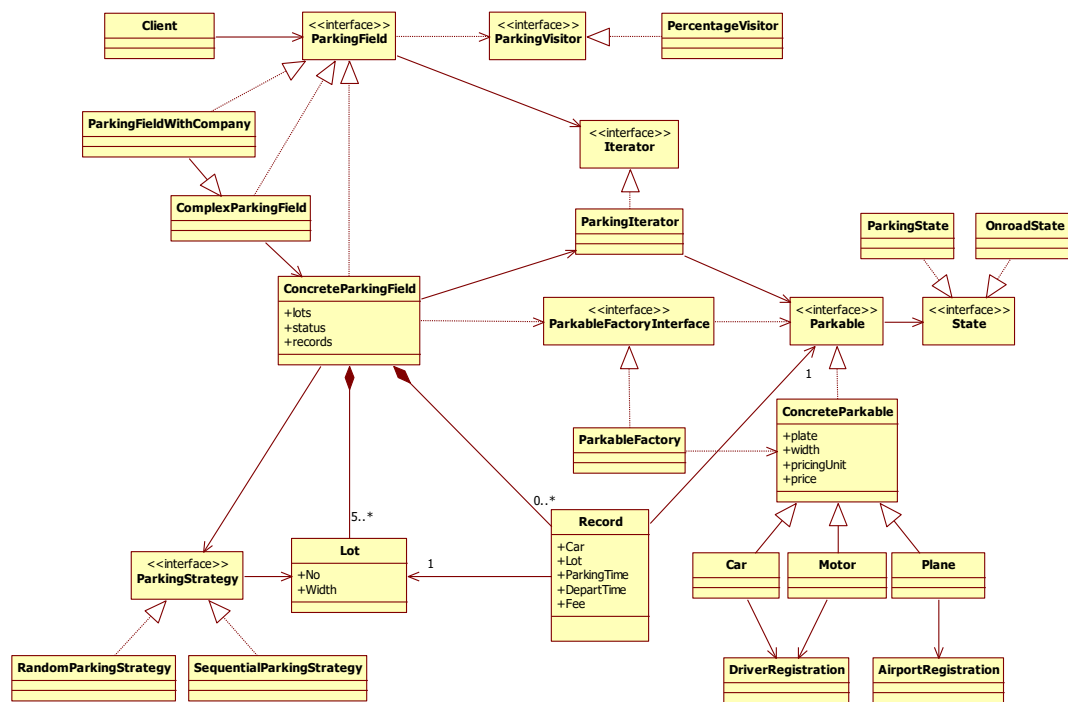 Client
<<interface>>
ParkingField
<<interface>>
ParkingVisitor
PercentageVisitor
ParkingFieldWithCompany
<<interface>>
Iterator
ComplexParkingField
ParkingIterator
ParkingState
OnroadState
ConcreteParkingField
+lots
+status
+records
<<interface>>
ParkableFactoryInterface
<<interface>>
Parkable
<<interface>>
State
1
ConcreteParkable
+plate
+width
+pricingUnit
+price
ParkableFactory
0..*
5..*
Record
+Car
+Lot
+ParkingTime
+DepartTime
+Fee
<<interface>>
ParkingStrategy
Lot
+No
+Width
1
Car
Motor
Plane
RandomParkingStrategy
SequentialParkingStrategy
DriverRegistration
AirportRegistration